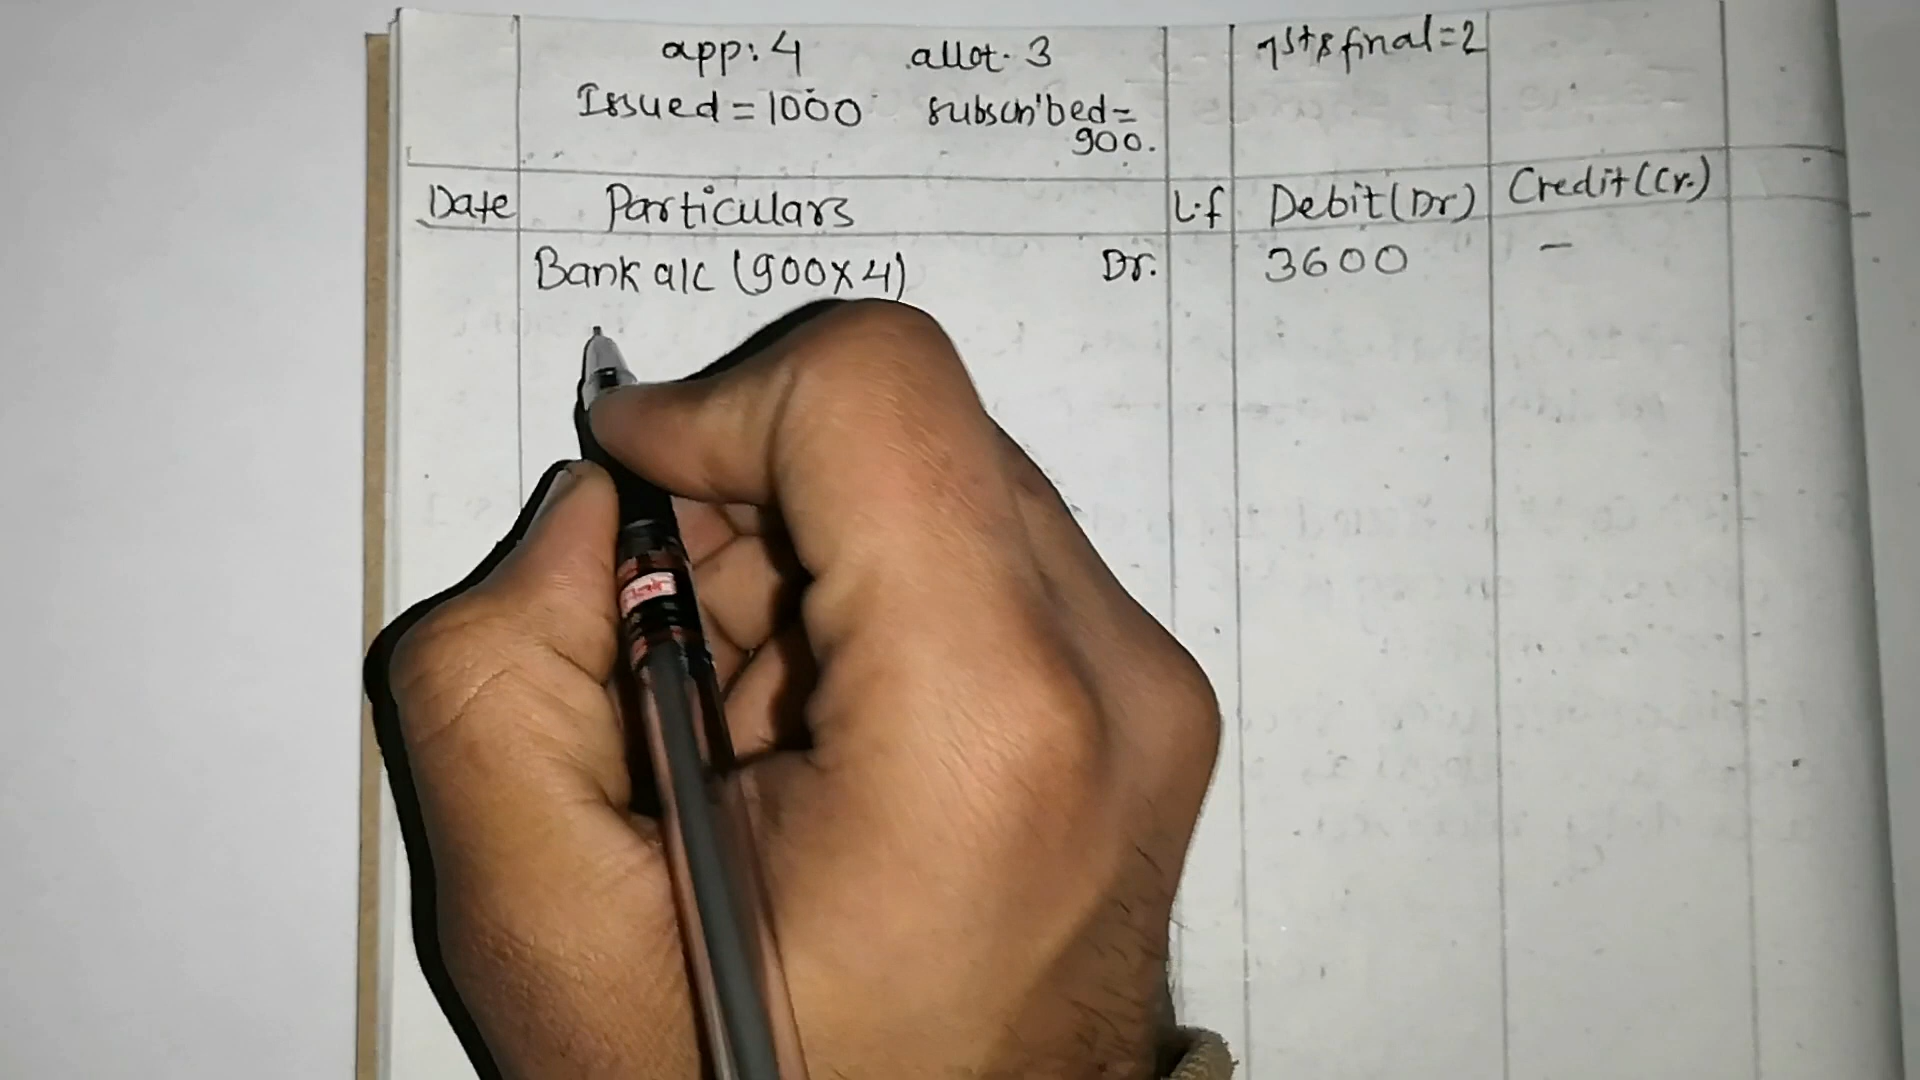 app: 4 allot. 3 1st & final = 2
Issued = 1000 subscribed =
900.
Date Particulars L.f Debit (Dr) Credit (Cr.)
Bank a/c (900 x 4) Dr. 3600 -